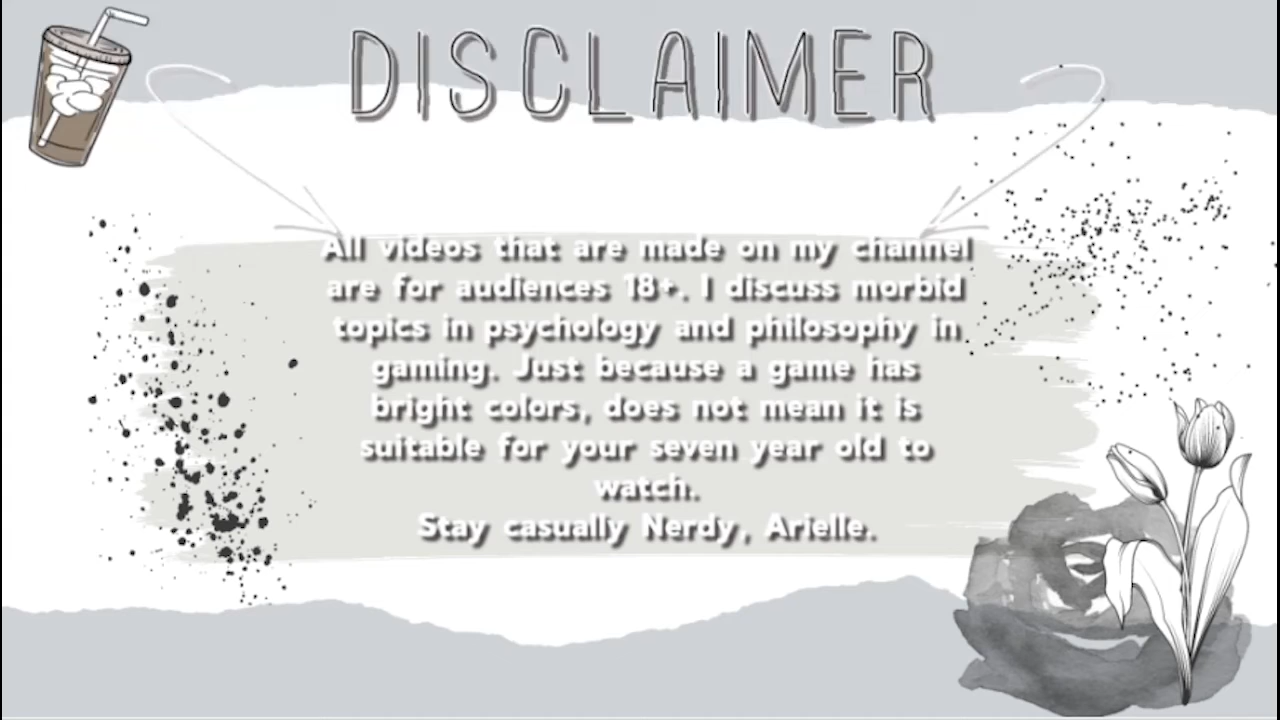 DISCLAIMER
All videos that are made on my channel
are for audiences 18+. I discuss morbid
topics in psychology and philosophy in
gaming. Just because a game has
bright colors, does not mean it is
suitable for your seven year old to
watch.
Stay casually Nerdy, Arielle.